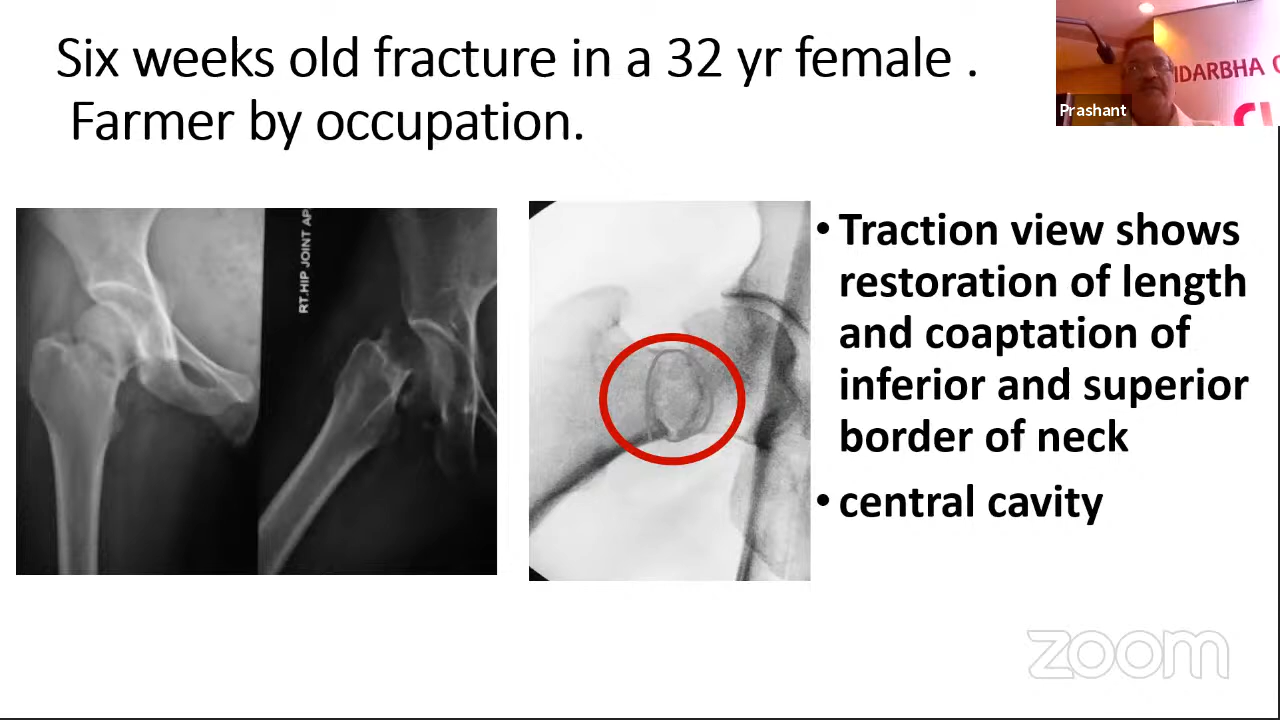 Six weeks old fracture in a 32 yr female .
Farmer by occupation.
IDARBHA
Prashant
RT.HIP JOINT AP
• Traction view shows
restoration of length
and coaptation of
inferior and superior
border of neck
• central cavity
zoom